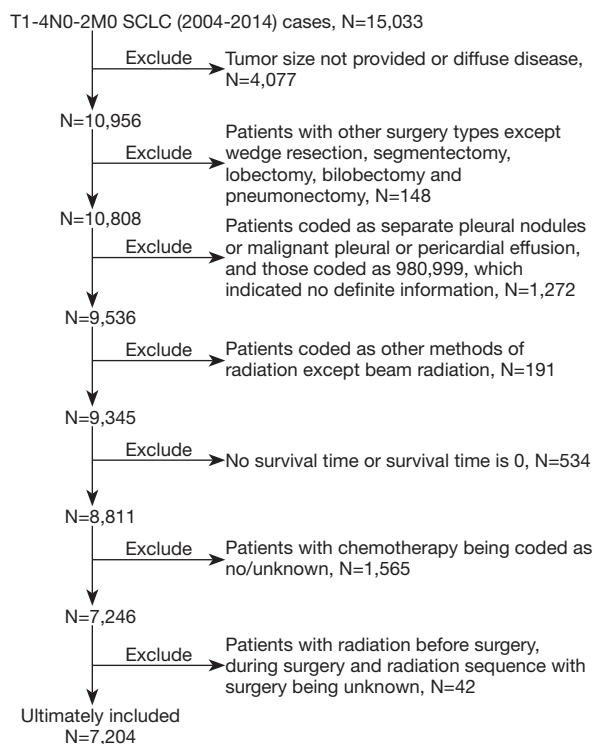 T1-4N0-2M0 SCLC (2004-2014) cases, N=15,033
Exclude
Tumor size not provided or diffuse disease,
N=4,077
N=10,956
Exclude
Patients with other surgery types except
wedge resection, segmentectomy,
lobectomy, bilobectomy and
pneumonectomy, N=148
N=10,808
Exclude
Patients coded as separate pleural nodules
or malignant pleural or pericardial effusion,
and those coded as 980,999, which
indicated no definite information, N=1,272
N=9,536
Exclude
Patients coded as other methods of
radiation except beam radiation, N=191
N=9,345
Exclude
No survival time or survival time is 0, N=534
N=8,811
Exclude
Patients with chemotherapy being coded as
no/unknown, N=1,565
N=7,246
Exclude
Patients with radiation before surgery,
during surgery and radiation sequence with
surgery being unknown, N=42
Ultimately included
N=7,204